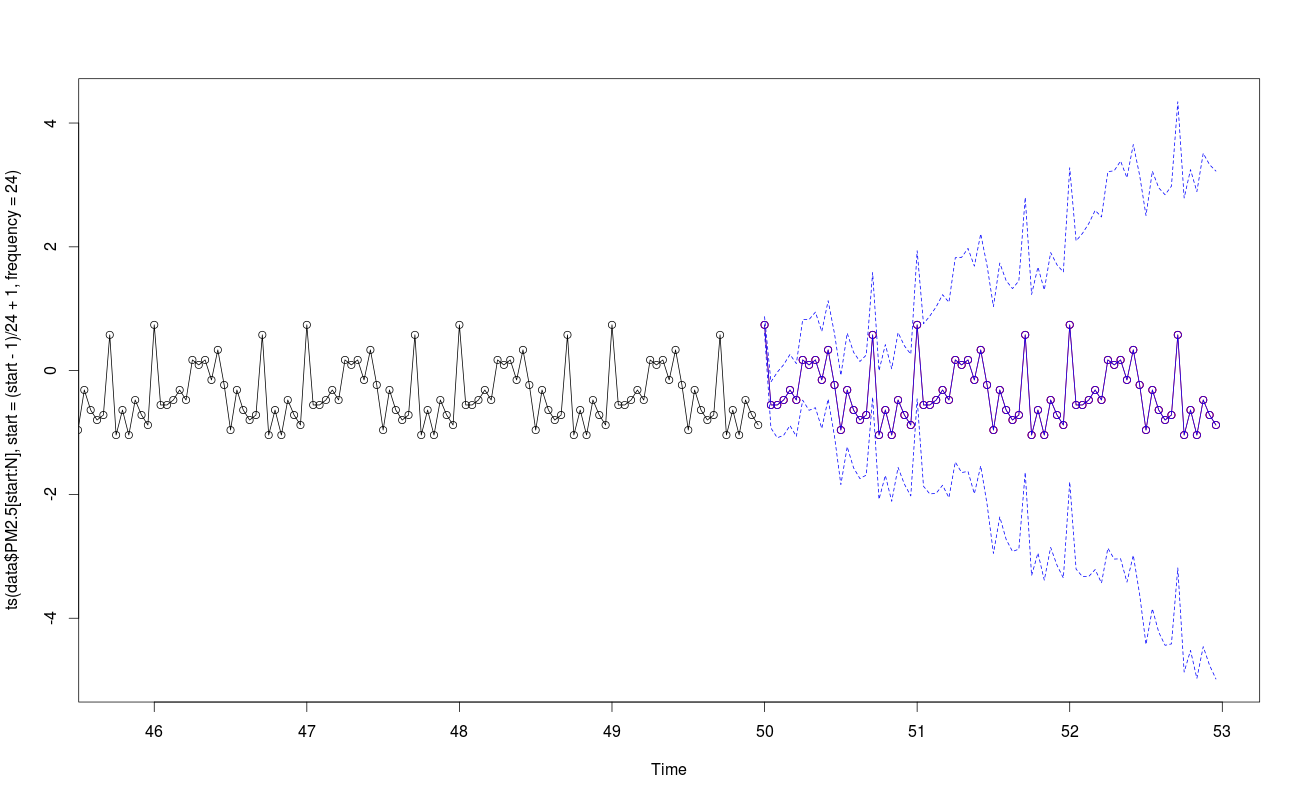 ts(data$PM2.5[start:N], start = (start - 1)/24 + 1, frequency = 24)
4
2
0
-2
-4
46 47 48 49 50 51 52 53
Time